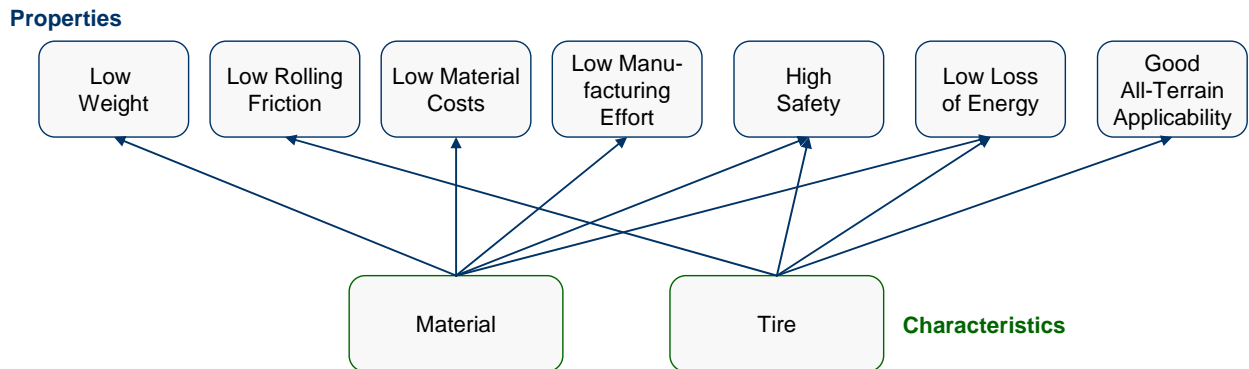 Properties
Low
Weight
Low Rolling
Friction
Low Material
Costs
Low Manu-
facturing
Effort
High
Safety
Low Loss
of Energy
Good
All-Terrain
Applicability
Material
Tire
Characteristics